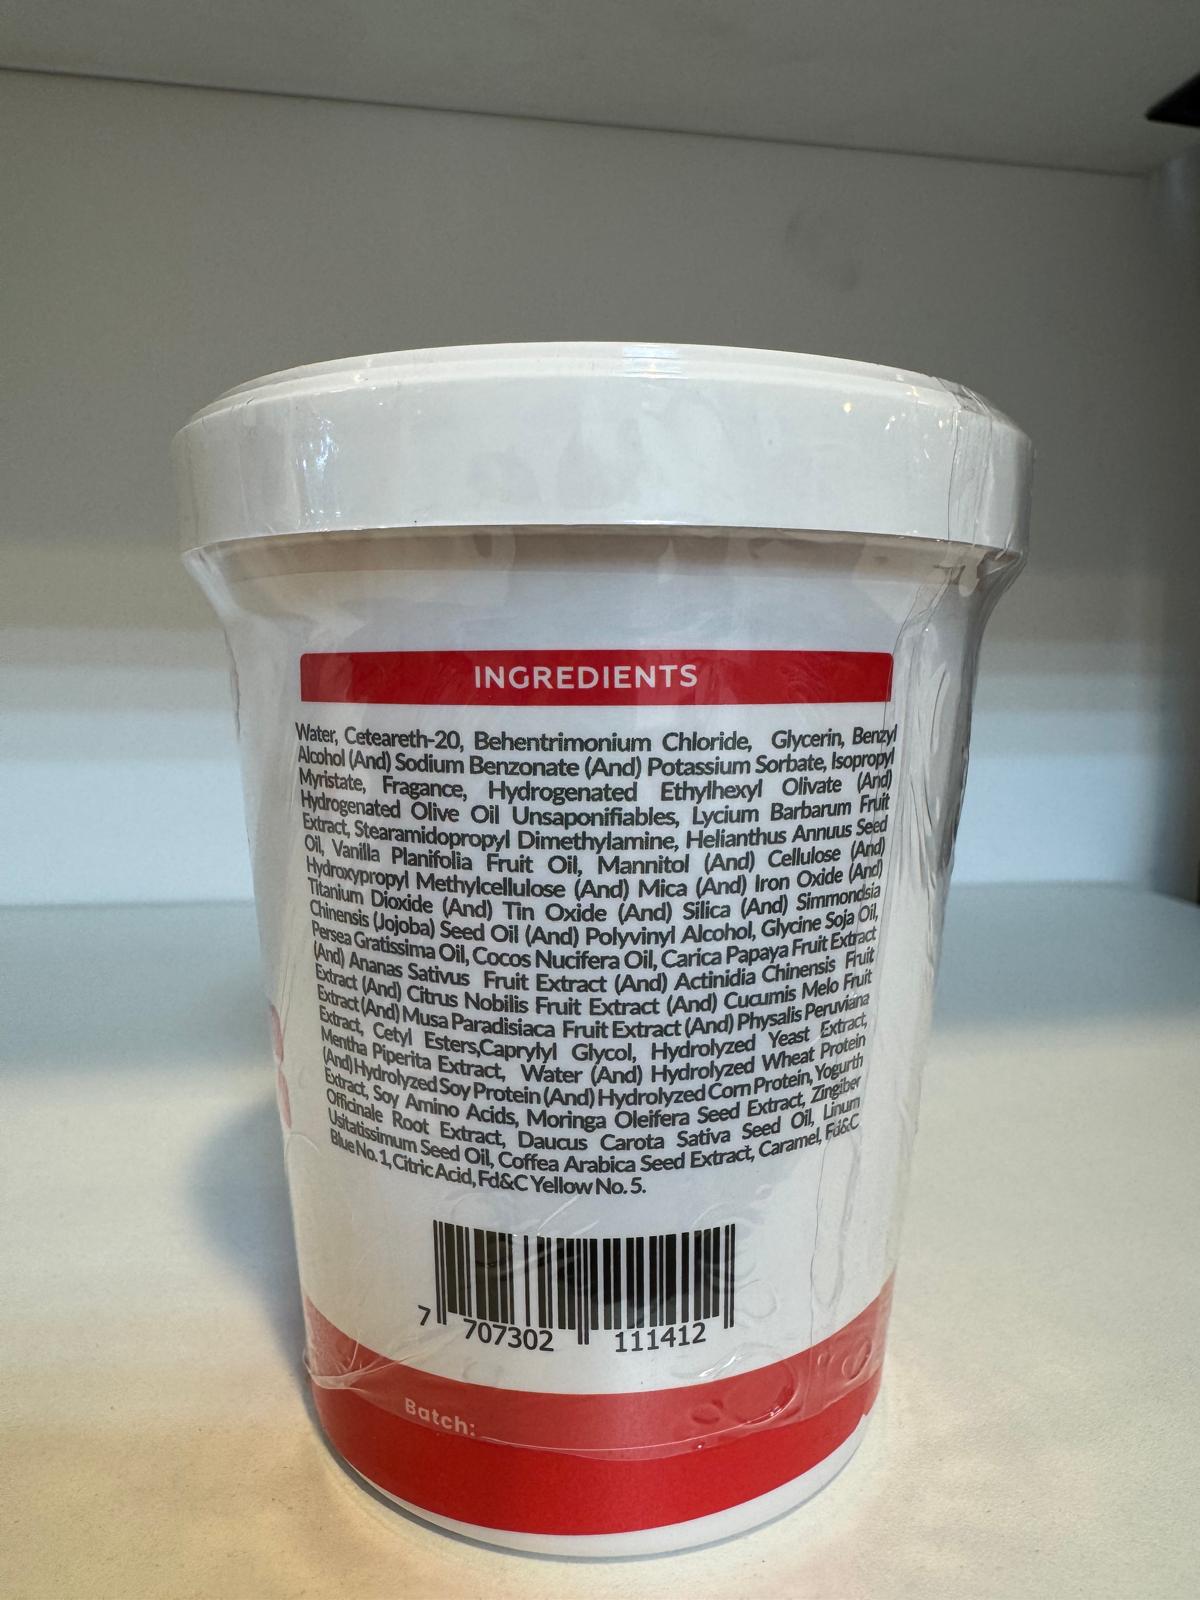 INGREDIENTS
Water, Ceteareth-20, Behentrimonium Chloride, Glycerin, Benzyl
Alcohol (And) Sodium Benzonate (And) Potassium Sorbate, Isopropyl
Myristate, Fragance, Hydrogenated Ethylhexyl Olivate (And)
Hydrogenated Olive Oil Unsaponifiables, Lycium Barbarum Fruit
Extract, Stearamidopropyl Dimethylamine, Helianthus Annuus Seed
Oil, Vanilla Planifolia Fruit Oil, Mannitol (And) Cellulose (And)
Hydroxypropyl Methylcellulose (And) Mica (And) Iron Oxide (And)
Titanium Dioxide (And) Tin Oxide (And) Silica (And) Simmondsia
Chinensis (Jojoba) Seed Oil (And) Polyvinyl Alcohol, Glycine Soja Oil,
Persea Gratissima Oil, Cocos Nucifera Oil, Carica Papaya Fruit Extract
(And) Ananas Sativus Fruit Extract (And) Actinidia Chinensis Fruit
Extract (And) Citrus Nobilis Fruit Extract (And) Cucumis Melo Fruit
Extract (And) Musa Paradisiaca Fruit Extract (And) Physalis Peruviana
Extract, Cetyl Esters,Caprylyl Glycol, Hydrolyzed Yeast Extract,
Mentha Piperita Extract, Water (And) Hydrolyzed Wheat Protein
(And) Hydrolyzed Soy Protein (And) Hydrolyzed Corn Protein, Yogurth
Extract, Soy Amino Acids, Moringa Oleifera Seed Extract, Zingiber
Officinale Root Extract, Daucus Carota Sativa Seed Oil, Linum
Usitatissimum Seed Oil, Coffea Arabica Seed Extract, Caramel, Fd&C
Blue No. 1, Citric Acid, Fd&C Yellow No. 5.
7 707302 111412
Batch: